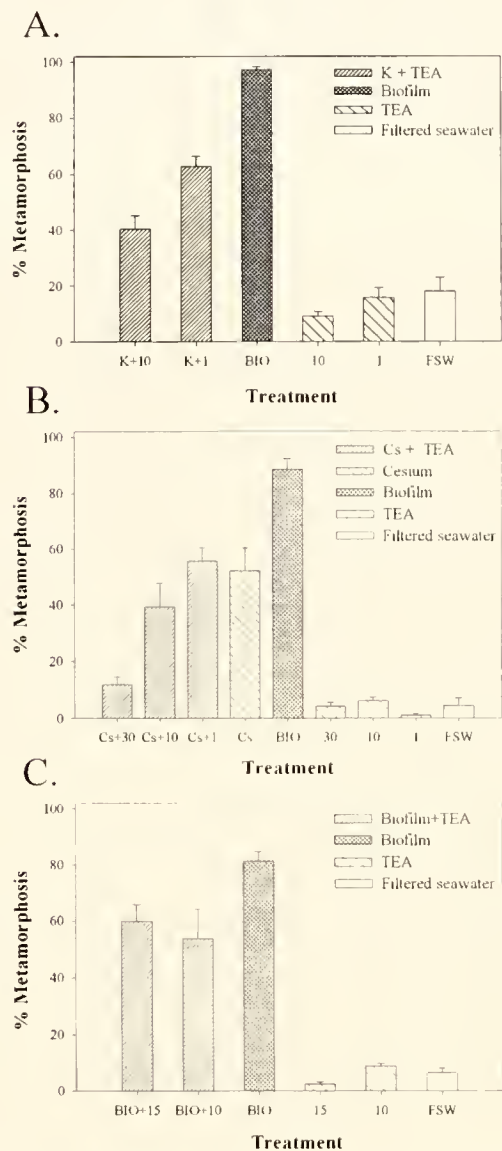 A.
% Metamorphosis
100
80
60
40
20
0
K + TEA
Biofilm
TEA
Filtered seawater
K+10 K+1 BIO 10 1 FSW
Treatment
B.
% Metamorphosis
100
80
60
40
20
0
Cs + TEA
Cesium
Biofilm
TEA
Filtered seawater
Cs+30 Cs+10 Cs+1 Cs BIO 30 10 1 FSW
Treatment
C.
% Metamorphosis
100
80
60
40
20
0
Biofilm+TEA
Biofilm
TEA
Filtered seawater
BIO+15 BIO+10 BIO 15 10 FSW
Treatment